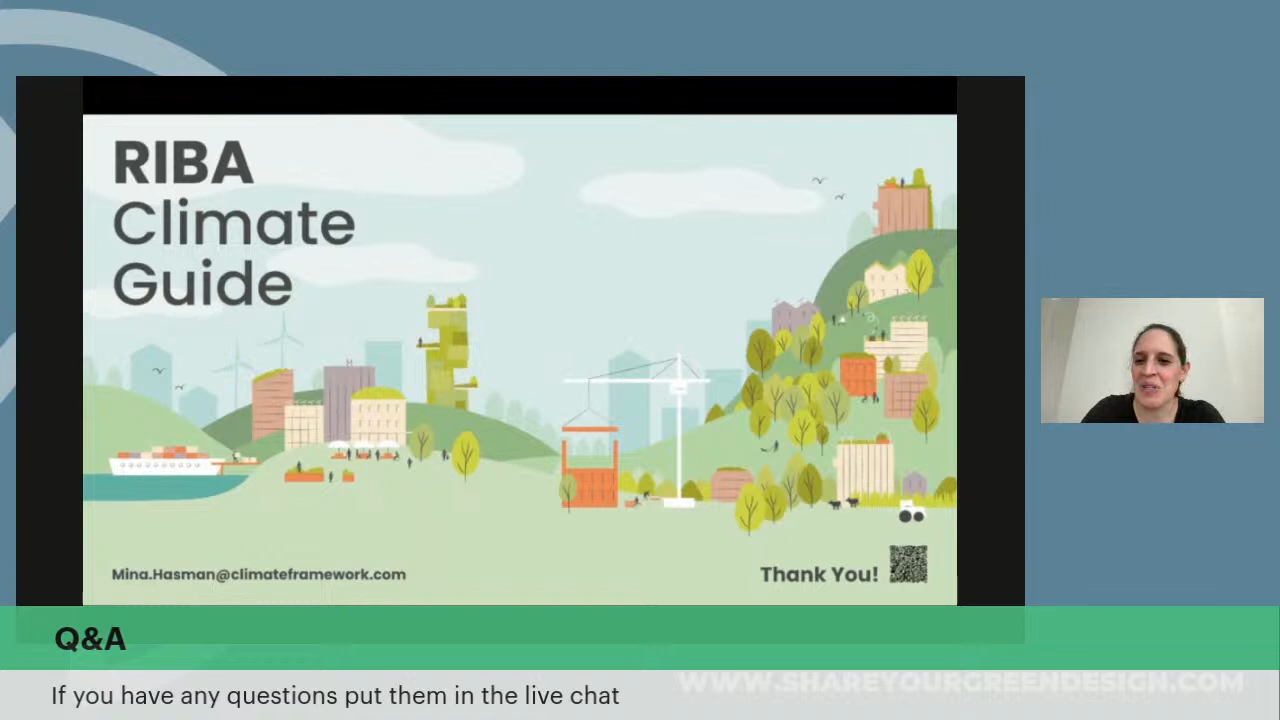 RIBA
Climate
Guide
Mina.Hasman@climateframework.com
Thank You!
Q&A
If you have any questions put them in the live chat
WWW.SHAREYOURGREENDESIGN.COM